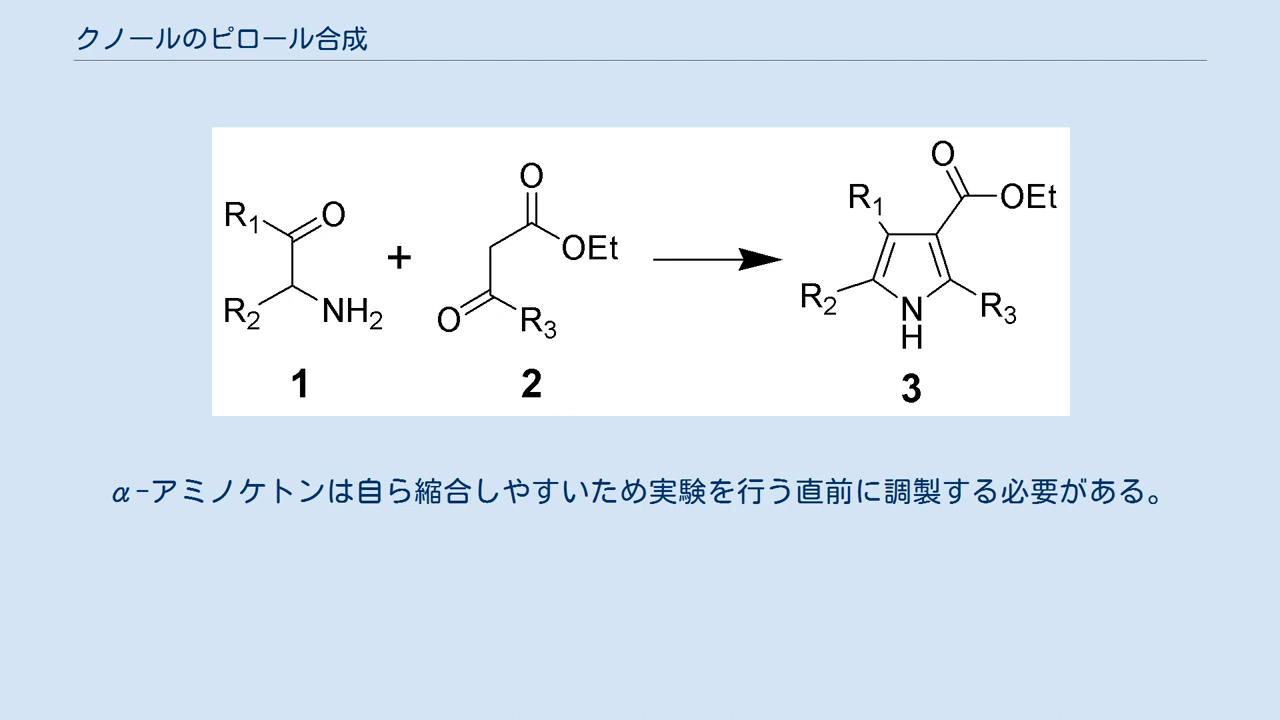 クノールのピロール合成
R1 O
R2 NH2
1
+
O
OEt
O R3
2
O
R1 OEt
R2 N H R3
3
α-アミノケトンは自ら縮合しやすいため実験を行う直前に調製する必要がある。